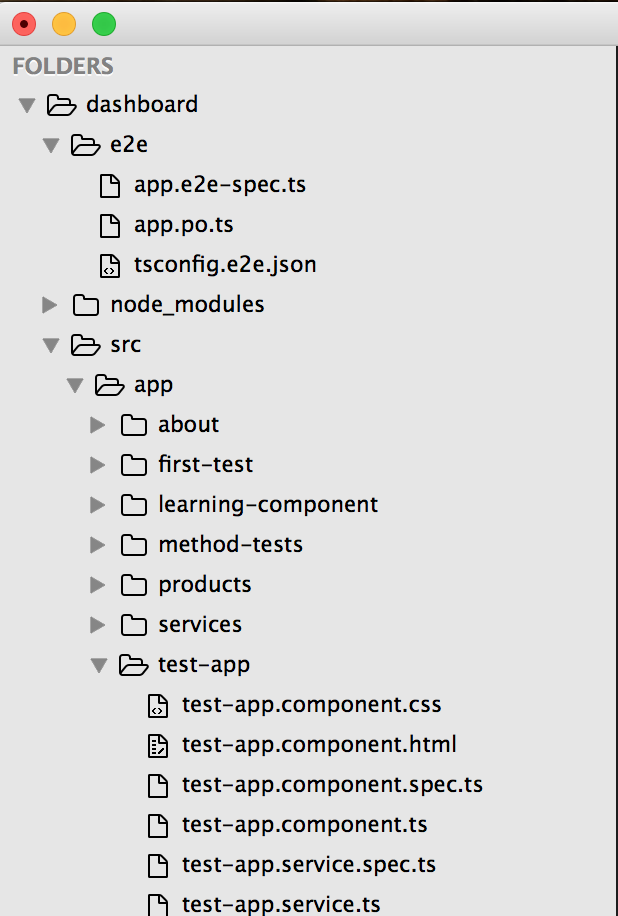 FOLDERS
dashboard
e2e
app.e2e-spec.ts
app.po.ts
tsconfig.e2e.json
node_modules
src
app
about
first-test
learning-component
method-tests
products
services
test-app
test-app.component.css
test-app.component.html
test-app.component.spec.ts
test-app.component.ts
test-app.service.spec.ts
test-app.service.ts